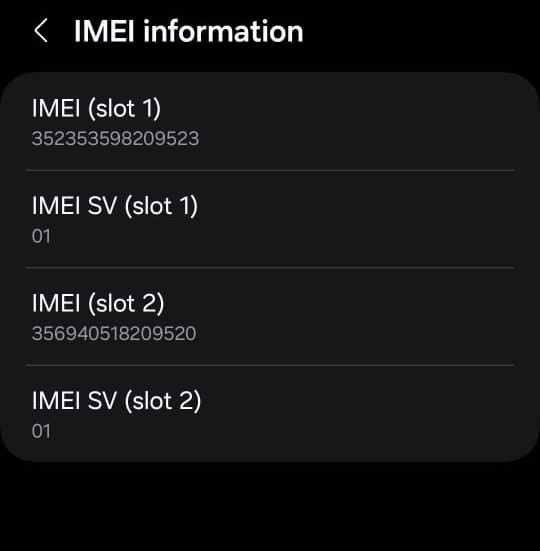 IMEI information
IMEI (slot 1)
352353598209523
IMEI SV (slot 1)
01
IMEI (slot 2)
356940518209520
IMEI SV (slot 2)
01